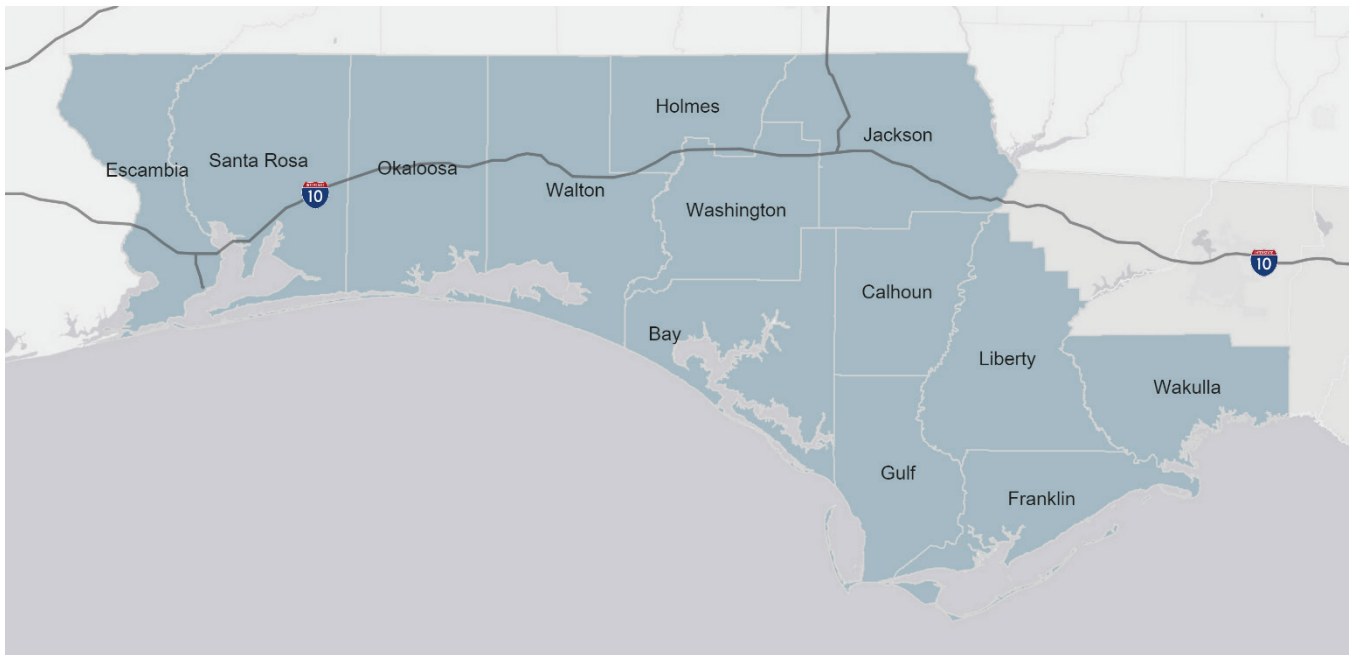 Holmes
Jackson
Escambia
Santa Rosa
Okaloosa
Walton
10
Washington
10
Calhoun
Bay
Liberty
Wakulla
Gulf
Franklin